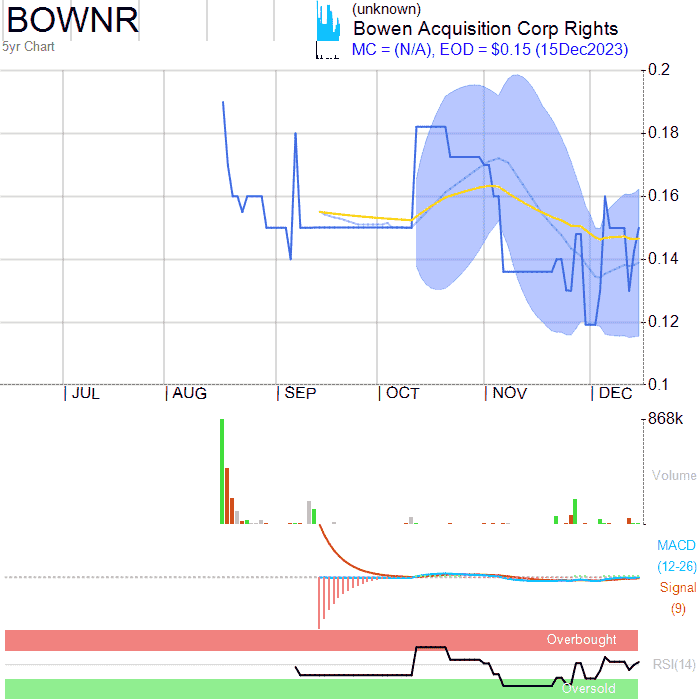 BOWNR
5yr Chart
(unknown)
Bowen Acquisition Corp Rights
MC = (N/A), EOD = $0.15 (15Dec2023)
0.2
0.18
0.16
0.14
0.12
0.1
JUL AUG SEP OCT NOV DEC
868k
Volume
MACD
(12-26)
Signal
(9)
Overbought
RSI(14)
Oversold